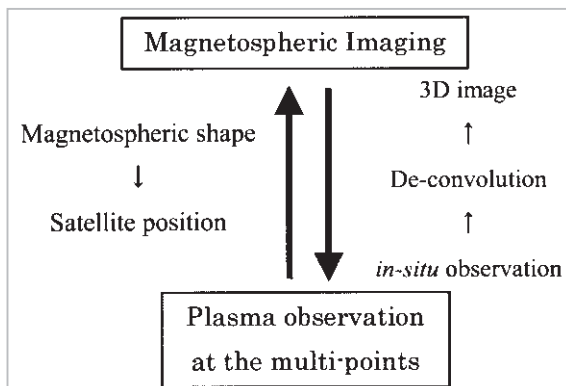 Magnetospheric Imaging
Magnetospheric shape
↓
Satellite position
3D image
↑
De-convolution
↑
in-situ observation
Plasma observation
at the multi-points